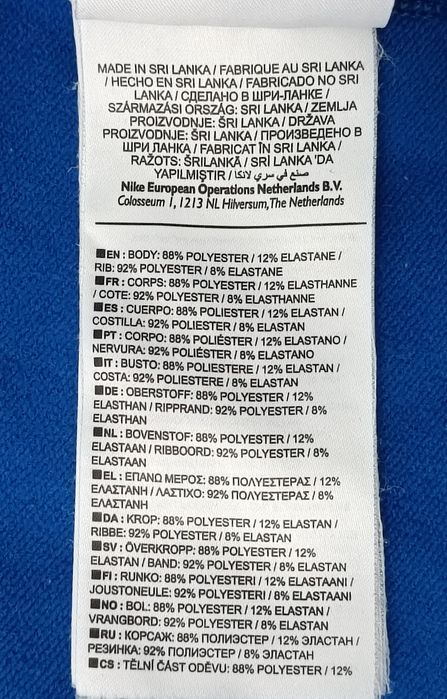 MADE IN SRI LANKA / FABRIQUE AU SRI LANKA
/ HECHO EN SRI LANKA / FABRICADO NO SRI
LANKA / СДЕЛАНО В ШРИ-ЛАНКЕ /
SZÁRMAZÁSI ORSZÁG: SRI LANKA / ZEMLJA
PROIZVODNJE: ŠRI LANKA / DRŽAVA
PROIZVODNJE: ŠRI LANKA / ПРОИЗВЕДЕНО В
ШРИ ЛАНКА / FABRICAT ÎN SRI LANKA /
RAŽOTS: ŠRILANKĀ / SRİ LANKA 'DA
YAPILMIŞTIR / صنع في سري لانكا
Nike European Operations Netherlands B.V.
Colosseum 1, 1213 NL Hilversum, The Netherlands
■EN : BODY: 88% POLYESTER / 12% ELASTANE /
RIB: 92% POLYESTER / 8% ELASTANE
■FR : CORPS: 88% POLYESTER / 12% ELASTHANNE
/ COTE: 92% POLYESTER / 8% ELASTHANNE
■ES : CUERPO: 88% POLYESTER / 12% ELASTAN /
COSTILLA: 92% POLYESTER / 8% ELASTAN
■PT : CORPO: 88% POLIÉSTER / 12% ELASTANO /
NERVURA: 92% POLIÉSTER / 8% ELASTANO
■IT : BUSTO: 88% POLIESTERE / 12% ELASTAN /
COSTA: 92% POLIESTERE / 8% ELASTAN
■DE : OBERSTOFF: 88% POLYESTER / 12%
ELASTHAN / RIPPRAND: 92% POLYESTER / 8%
ELASTHAN
■NL : BOVENSTOF: 88% POLYESTER / 12%
ELASTAAN / RIBBOORD: 92% POLYESTER / 8%
ELASTAAN
■EL : ΕΠΑΝΩ ΜΕΡΟΣ: 88% ΠΟΛΥΕΣΤΕΡΑΣ / 12%
ΕΛΑΣΤΑΝΗ / ΛΑΣΤΙΧΟ: 92% ΠΟΛΥΕΣΤΕΡΑΣ / 8%
ΕΛΑΣΤΑΝΗ
■DA : KROP: 88% POLYESTER / 12% ELASTAN /
RIBBE: 92% POLYESTER / 8% ELASTAN
■SV : ÖVERKROPP: 88% POLYESTER / 12%
ELASTAN / BAND: 92% POLYESTER / 8% ELASTAN
■FI : RUNKO: 88% POLYESTERI / 12% ELASTAANI /
JOUSTONEULE: 92% POLYESTERI / 8% ELASTAANI
■NO : BOL: 88% POLYESTER / 12% ELASTAN /
VRANGBORD: 92% POLYESTER / 8% ELASTAN
■RU : КОРСАЖ: 88% ПОЛИЭСТЕР / 12% ЭЛАСТАН /
РЕЗИНКА: 92% ПОЛИЭСТЕР / 8% ЭЛАСТАН
■CS : TĚLNÍ ČÁST ODĚVU: 88% POLYESTER / 12%